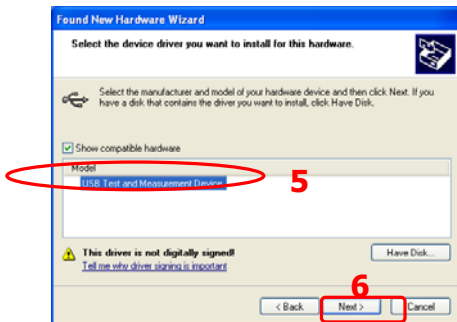 Found New Hardware Wizard
Select the device driver you want to install for this hardware.
Select the manufacturer and model of your hardware device and then click Next. If you
have a disk that contains the driver you want to install, click Have Disk.
Show compatible hardware
Model
USB Test and Measurement Device
5
This driver is not digitally signed!
Tell me why driver signing is important
Have Disk...
6
< Back
Next >
Cancel